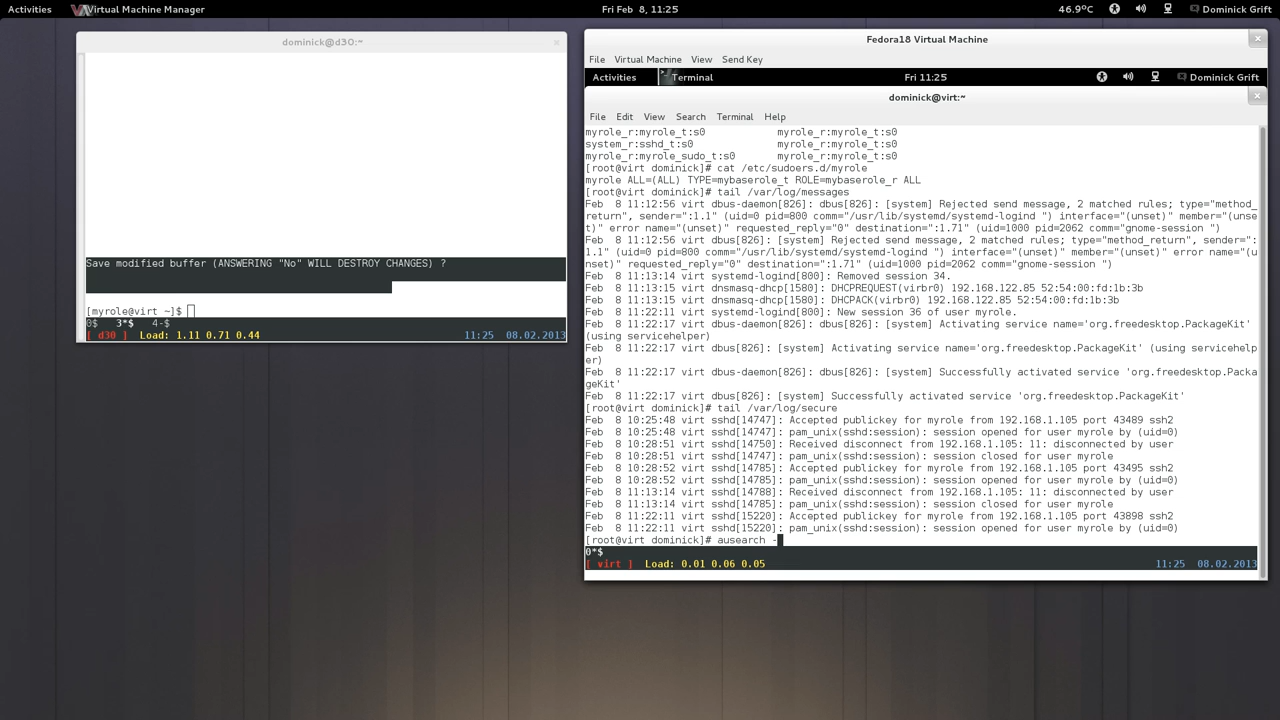 Activities Virtual Machine Manager Fri Feb 8, 11:25 46.9°C Dominick Grift
dominick@d30:~ ×
Save modified buffer (ANSWERING "No" WILL DESTROY CHANGES) ?
[myrole@virt ~]$
0$ 3*$ 4-$
[ d30 ] Load: 1.11 0.71 0.44 11:25 08.02.2013
Fedora18 Virtual Machine ×
File Virtual Machine View Send Key
Activities Terminal Fri 11:25 Dominick Grift
dominick@virt:~ ×
File Edit View Search Terminal Help
myrole_r:myrole_t:s0 myrole_r:myrole_t:s0
system_r:sshd_t:s0 myrole_r:myrole_t:s0
myrole_r:myrole_sudo_t:s0 myrole_r:myrole_t:s0
[root@virt dominick]# cat /etc/sudoers.d/myrole
myrole ALL=(ALL) TYPE=mybaserole_t ROLE=mybaserole_r ALL
[root@virt dominick]# tail /var/log/messages
Feb  8 11:12:56 virt dbus-daemon[826]: dbus[826]: [system] Rejected send message, 2 matched rules; type="method_
return", sender=":1.1" (uid=0 pid=800 comm="/usr/lib/systemd/systemd-logind ") interface="(unset)" member="(unse
t)" error name="(unset)" requested_reply="0" destination=":1.71" (uid=1000 pid=2062 comm="gnome-session ")
Feb  8 11:12:56 virt dbus[826]: [system] Rejected send message, 2 matched rules; type="method_return", sender=":
1.1" (uid=0 pid=800 comm="/usr/lib/systemd/systemd-logind ") interface="(unset)" member="(unset)" error name="(u
nset)" requested_reply="0" destination=":1.71" (uid=1000 pid=2062 comm="gnome-session ")
Feb  8 11:13:14 virt systemd-logind[800]: Removed session 34.
Feb  8 11:13:15 virt dnsmasq-dhcp[1580]: DHCPREQUEST(virbr0) 192.168.122.85 52:54:00:fd:1b:3b
Feb  8 11:13:15 virt dnsmasq-dhcp[1580]: DHCPACK(virbr0) 192.168.122.85 52:54:00:fd:1b:3b
Feb  8 11:22:11 virt systemd-logind[800]: New session 36 of user myrole.
Feb  8 11:22:17 virt dbus-daemon[826]: dbus[826]: [system] Activating service name='org.freedesktop.PackageKit'
(using servicehelper)
Feb  8 11:22:17 virt dbus[826]: [system] Activating service name='org.freedesktop.PackageKit' (using servicehelp
er)
Feb  8 11:22:17 virt dbus-daemon[826]: dbus[826]: [system] Successfully activated service 'org.freedesktop.Packa
geKit'
Feb  8 11:22:17 virt dbus[826]: [system] Successfully activated service 'org.freedesktop.PackageKit'
[root@virt dominick]# tail /var/log/secure
Feb  8 10:25:48 virt sshd[14747]: Accepted publickey for myrole from 192.168.1.105 port 43489 ssh2
Feb  8 10:25:48 virt sshd[14747]: pam_unix(sshd:session): session opened for user myrole by (uid=0)
Feb  8 10:28:51 virt sshd[14750]: Received disconnect from 192.168.1.105: 11: disconnected by user
Feb  8 10:28:51 virt sshd[14747]: pam_unix(sshd:session): session closed for user myrole
Feb  8 10:28:52 virt sshd[14785]: Accepted publickey for myrole from 192.168.1.105 port 43495 ssh2
Feb  8 10:28:52 virt sshd[14785]: pam_unix(sshd:session): session opened for user myrole by (uid=0)
Feb  8 11:13:14 virt sshd[14788]: Received disconnect from 192.168.1.105: 11: disconnected by user
Feb  8 11:13:14 virt sshd[14785]: pam_unix(sshd:session): session closed for user myrole
Feb  8 11:22:11 virt sshd[15220]: Accepted publickey for myrole from 192.168.1.105 port 43898 ssh2
Feb  8 11:22:11 virt sshd[15220]: pam_unix(sshd:session): session opened for user myrole by (uid=0)
[root@virt dominick]# ausearch -
0*$
[ virt ] Load: 0.01 0.06 0.05 11:25 08.02.2013